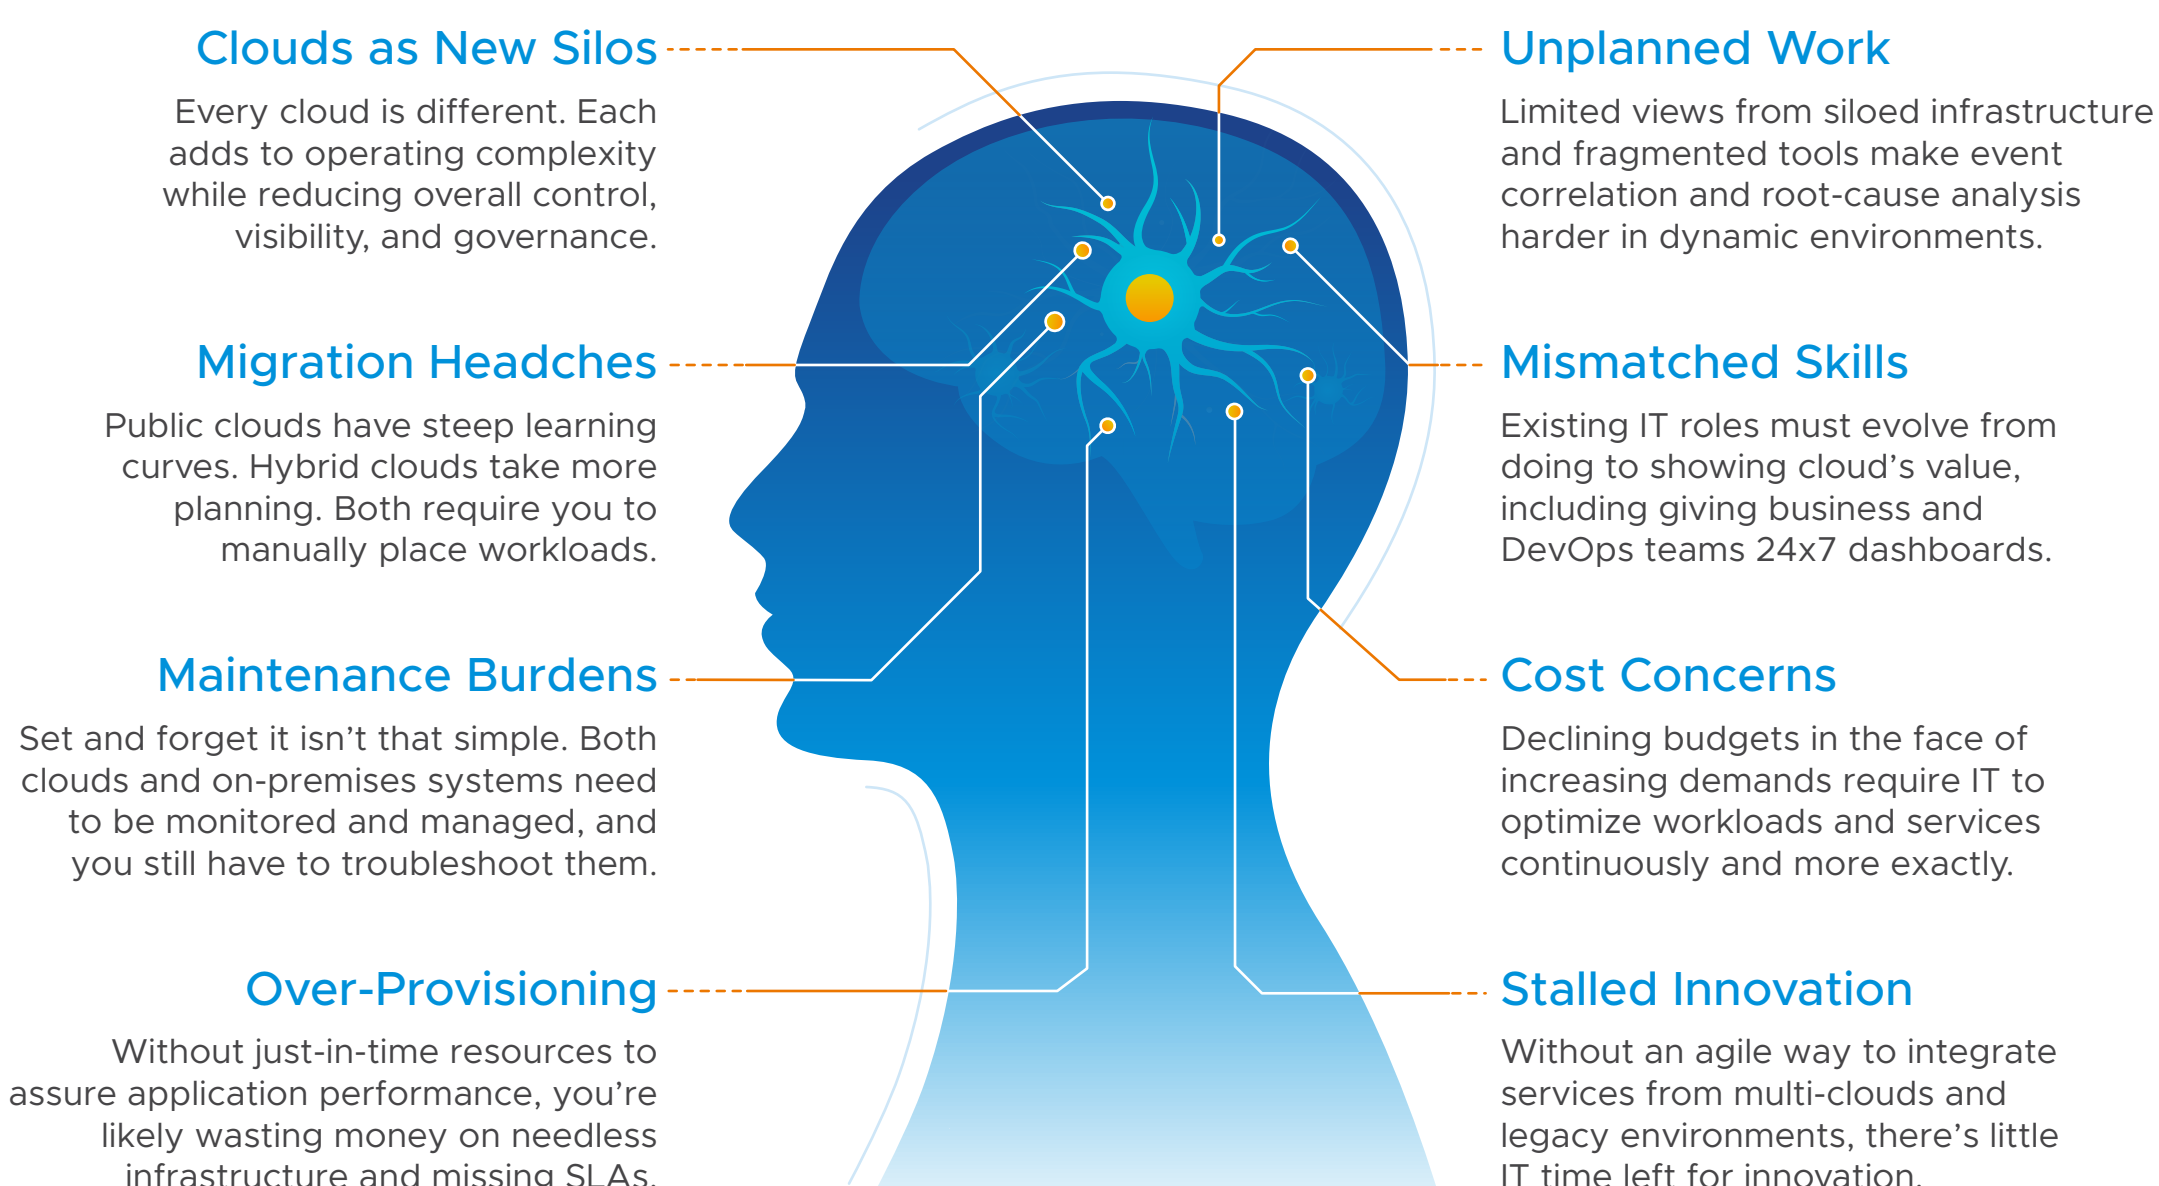 Clouds as New Silos
Every cloud is different. Each
adds to operating complexity
while reducing overall control,
visibility, and governance.
Migration Headches
Public clouds have steep learning
curves. Hybrid clouds take more
planning. Both require you to
manually place workloads.
Maintenance Burdens
Set and forget it isn’t that simple. Both
clouds and on-premises systems need
to be monitored and managed, and
you still have to troubleshoot them.
Over-Provisioning
Without just-in-time resources to
assure application performance, you’re
likely wasting money on needless
infrastructure and missing SLAs.
Unplanned Work
Limited views from siloed infrastructure
and fragmented tools make event
correlation and root-cause analysis
harder in dynamic environments.
Mismatched Skills
Existing IT roles must evolve from
doing to showing cloud’s value,
including giving business and
DevOps teams 24x7 dashboards.
Cost Concerns
Declining budgets in the face of
increasing demands require IT to
optimize workloads and services
continuously and more exactly.
Stalled Innovation
Without an agile way to integrate
services from multi-clouds and
legacy environments, there’s little
IT time left for innovation.